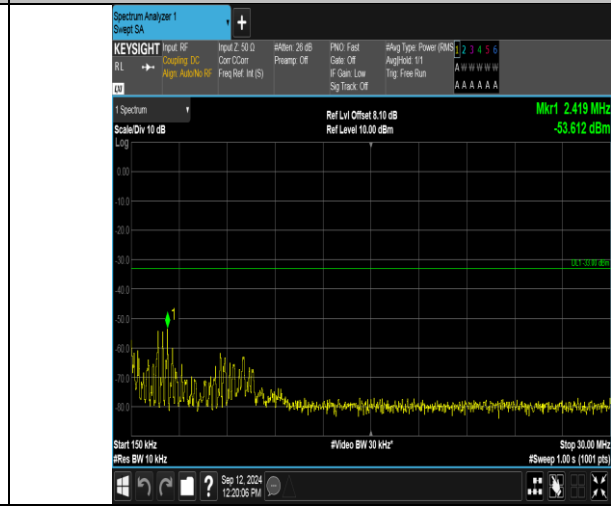 Spectrum Analyzer 1
Swept SA
+
KEYSIGHT Input: RF Input Z: 50 Ω #Atten: 26 dB PNO: Fast #Avg Type: Power (RMS 1 2 3 4 5 6
RL Coupling: DC Corr CCorr Preamp: Off Gate: Off Avg|Hold: 1/1 A W W W W W
Align: Auto/No RF Freq Ref: Int (S) IF Gain: Low Trig: Free Run
LXI Sig Track: Off A A A A A A
1 Spectrum Ref Lvl Offset 8.10 dB Mkr1 2.419 MHz
Scale/Div 10 dB Ref Level 10.00 dBm -53.612 dBm
Log
0.00
-10.0
-20.0
-30.0
DL1 -33.00 dBm
-40.0
-50.0
1
-60.0
-70.0
-80.0
Start 150 kHz #Video BW 30 kHz* Stop 30.00 MHz
#Res BW 10 kHz #Sweep 1.00 s (1001 pts)
? Sep 12, 2024
12:20:06 PM